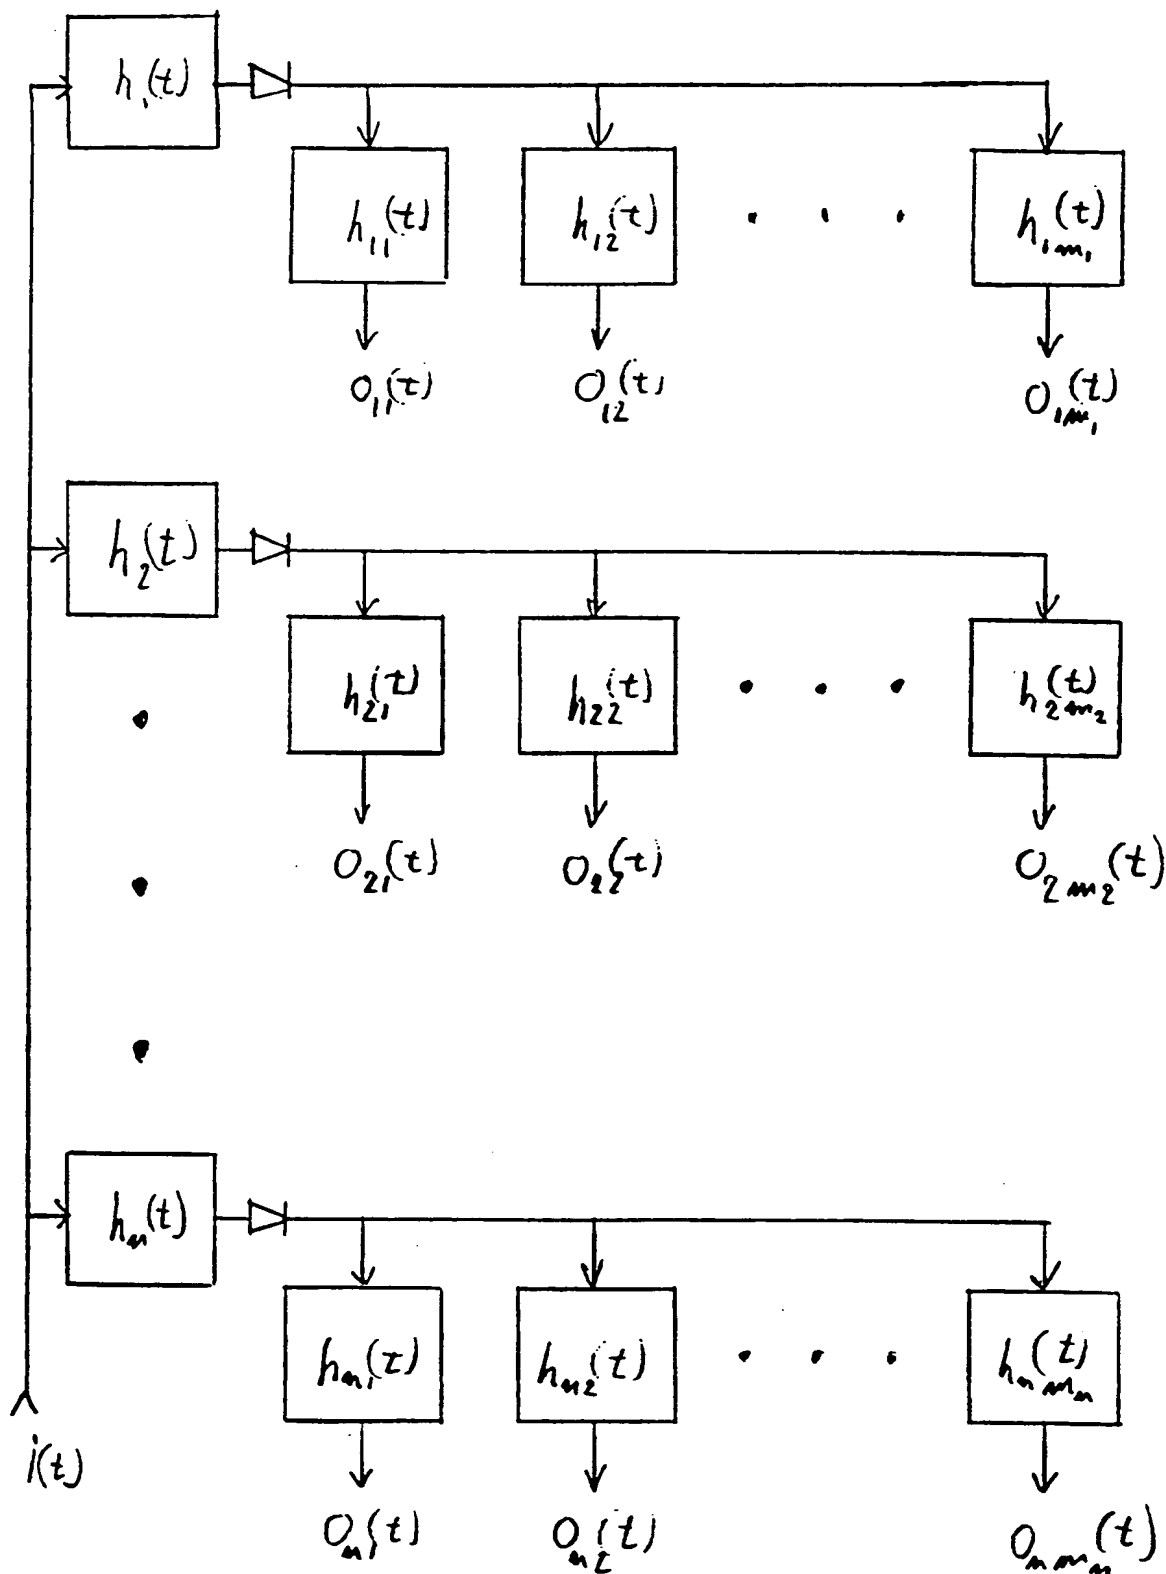 h₁(t)
h₁₁(t) h₁₂(t) . . . h₁ₘ₁(t)
O₁₁(t) O₁₂(t) O₁ₘ₁(t)
h₂(t)
h₂₁(t) h₂₂(t) . . . h₂ₘ₂(t)
O₂₁(t) O₂₂(t) O₂ₘ₂(t)
hₙ(t)
hₙ₁(t) hₙ₂(t) . . . hₙₘₙ(t)
i(t)
Oₙ₁(t) Oₙ₂(t) Oₙₘₙ(t)